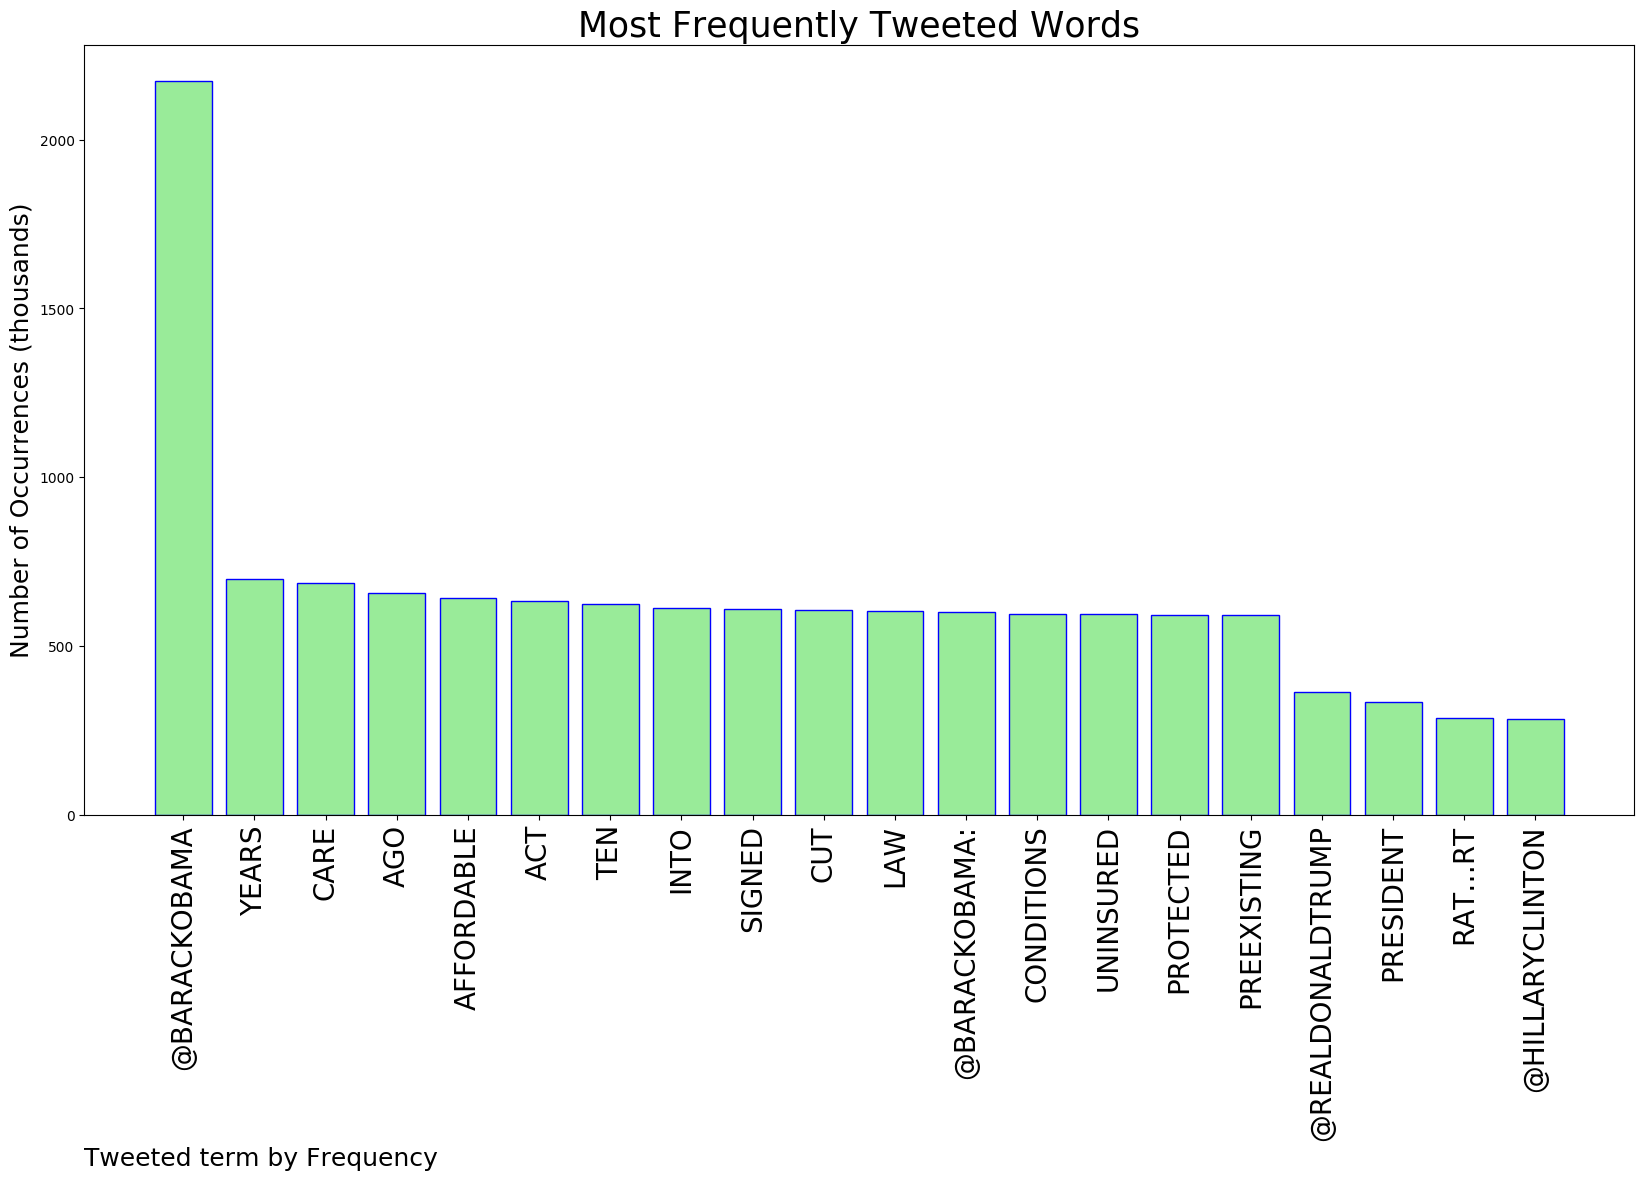 Most Frequently Tweeted Words
Number of Occurrences (thousands)
2000
1500
1000
500
0
@BARACKOBAMA
YEARS
CARE
AGO
AFFORDABLE
ACT
TEN
INTO
SIGNED
CUT
LAW
@BARACKOBAMA:
CONDITIONS
UNINSURED
PROTECTED
PREEXISTING
@REALDONALDTRUMP
PRESIDENT
RAT…RT
@HILLARYCLINTON
Tweeted term by Frequency